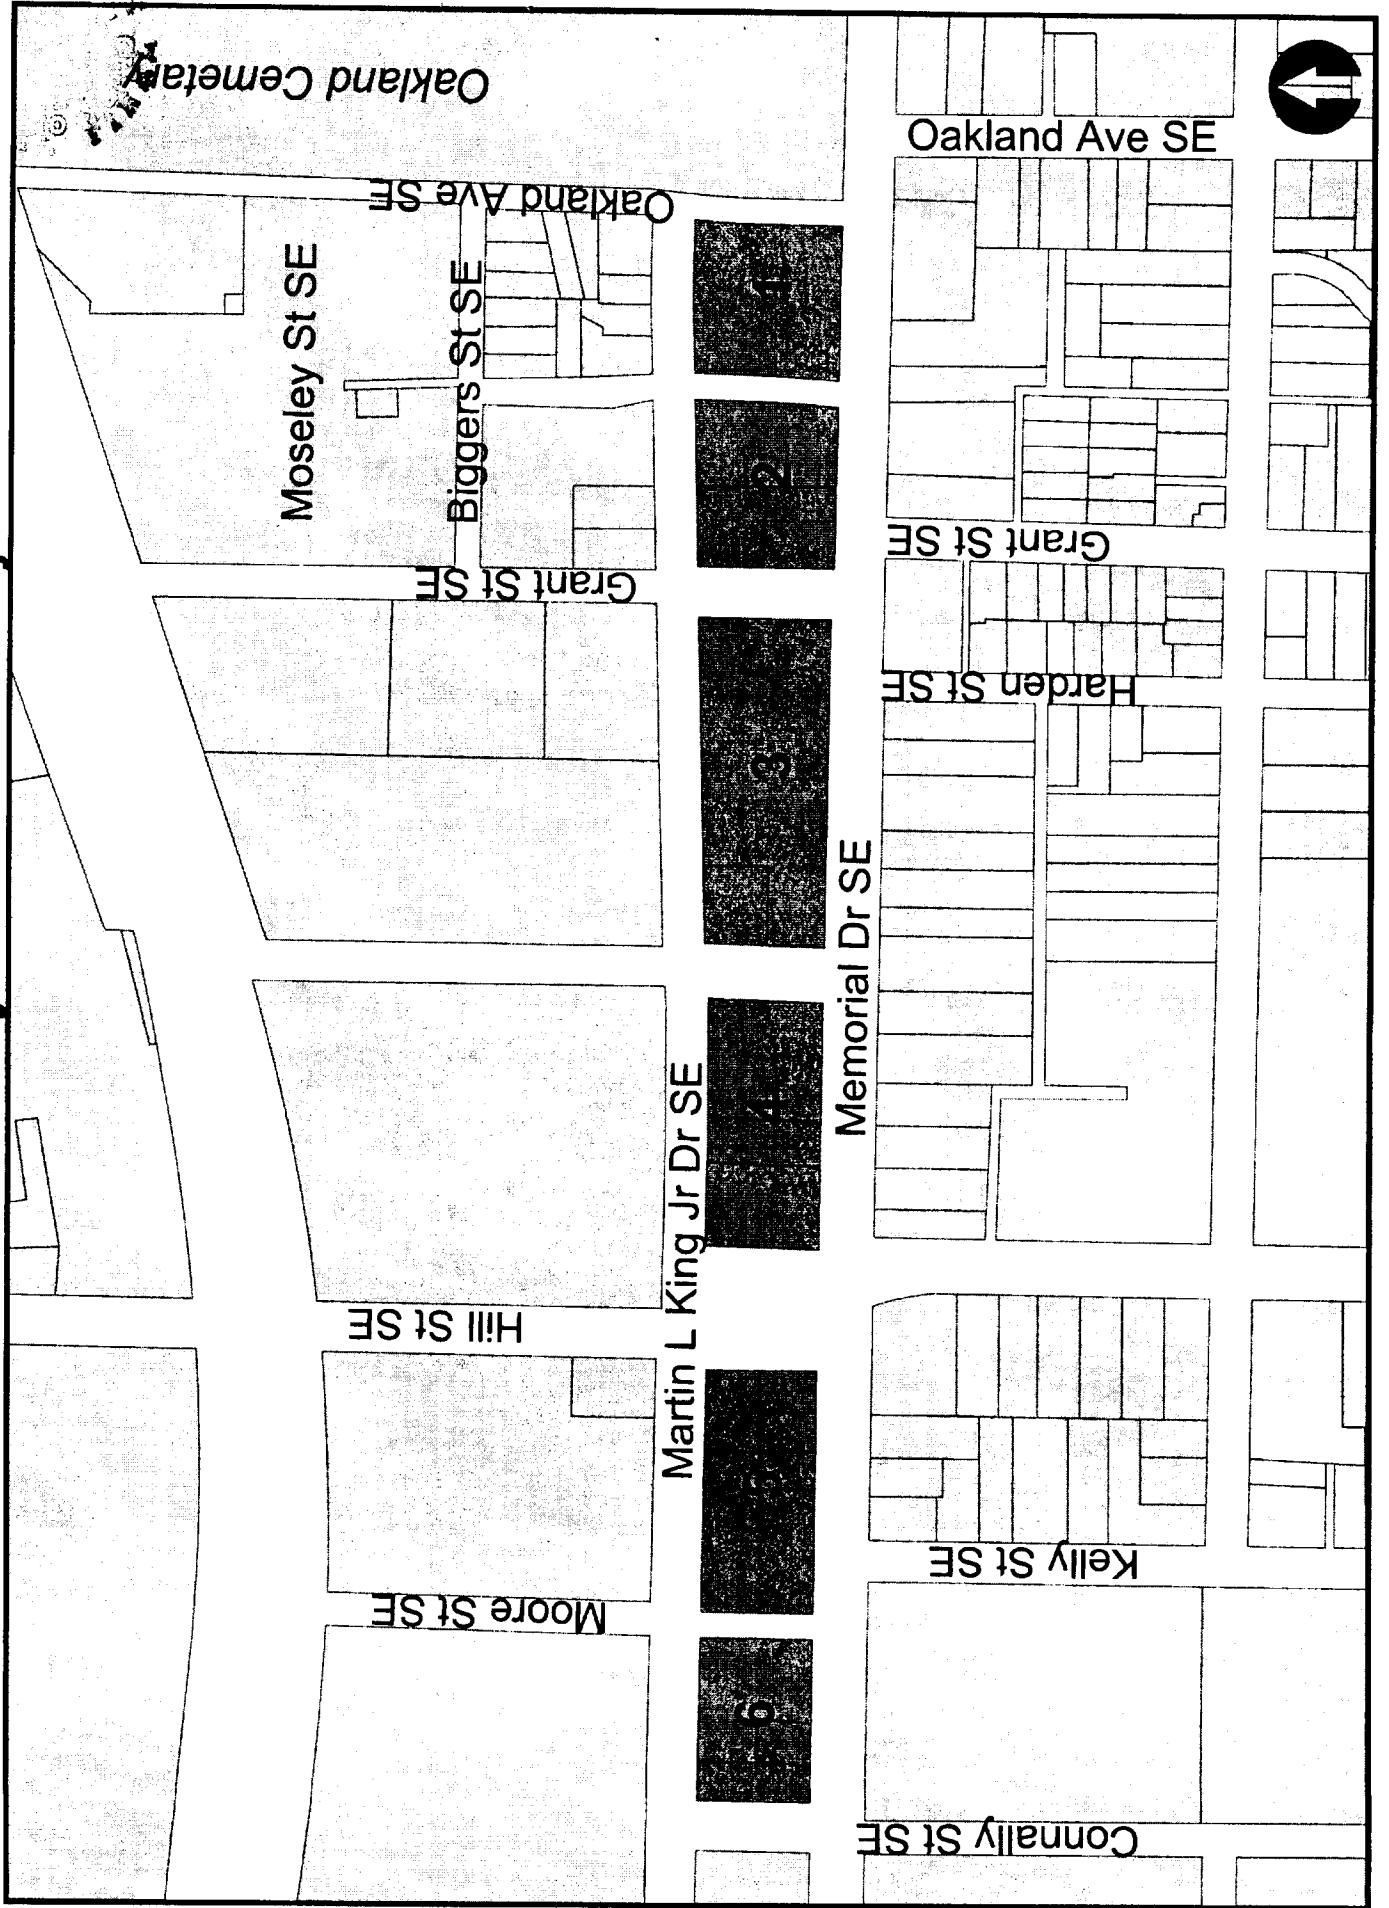 Oakland Cemetary
Oakland Ave SE
Oakland Ave SE
Moseley St SE
Biggers St SE
1
2
Grant St SE
Grant St SE
Harden St SE
3
Memorial Dr SE
4
Martin L King Jr Dr SE
Hill St SE
Kelly St SE
Moore St SE
6
Connally St SE